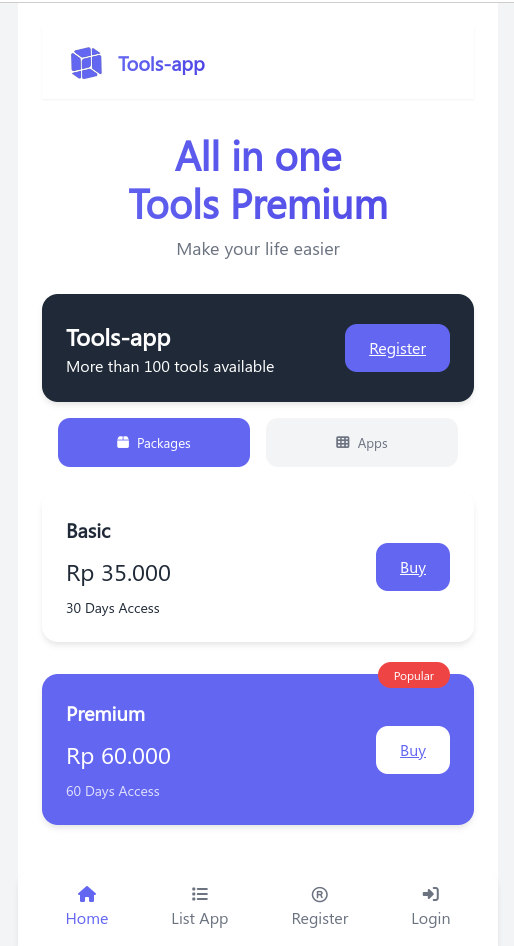 Tools-app
All in one
Tools Premium
Make your life easier
Tools-app
More than 100 tools available
Register
Packages
Apps
Basic
Rp 35.000
30 Days Access
Buy
Popular
Premium
Rp 60.000
60 Days Access
Buy
Home
List App
Register
Login